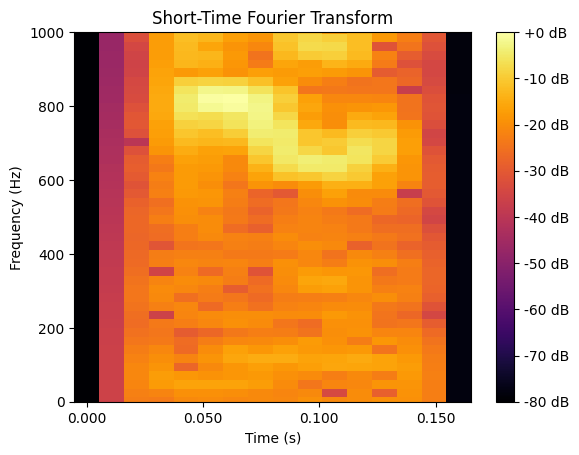 Short-Time Fourier Transform
1000
800
600
400
200
0
Frequency (Hz)
0.000
0.050
0.100
0.150
Time (s)
+0 dB
-10 dB
-20 dB
-30 dB
-40 dB
-50 dB
-60 dB
-70 dB
-80 dB